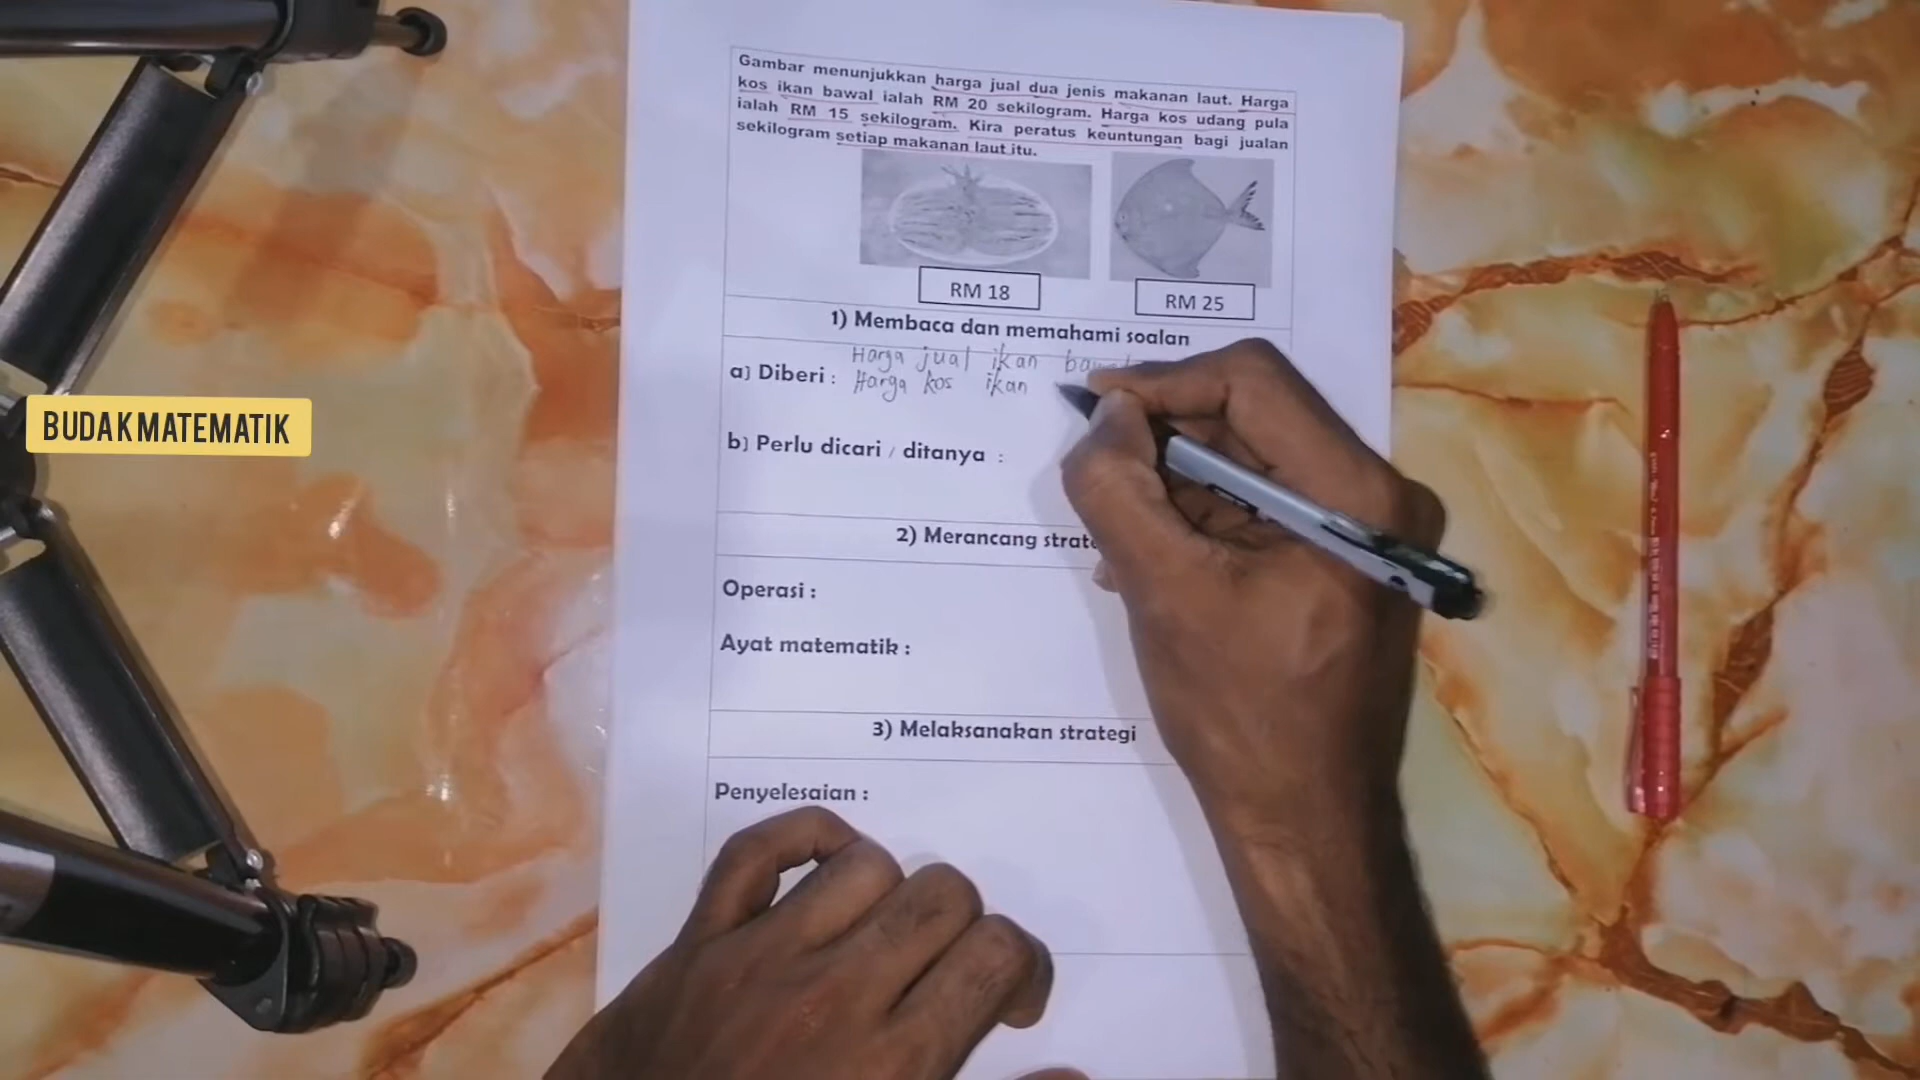 Gambar menunjukkan harga jual dua jenis makanan laut. Harga
kos ikan bawal ialah RM 20 sekilogram. Harga kos udang pula
ialah RM 15 sekilogram. Kira peratus keuntungan bagi jualan
sekilogram setiap makanan laut itu.
RM 18
RM 25
1) Membaca dan memahami soalan
Harga jual ikan
a) Diberi : Harga kos ikan
BUDAK MATEMATIK
b) Perlu dicari / ditanya :
2) Merancang
Operasi :
Ayat matematik :
3) Melaksanakan strategi
Penyelesaian :